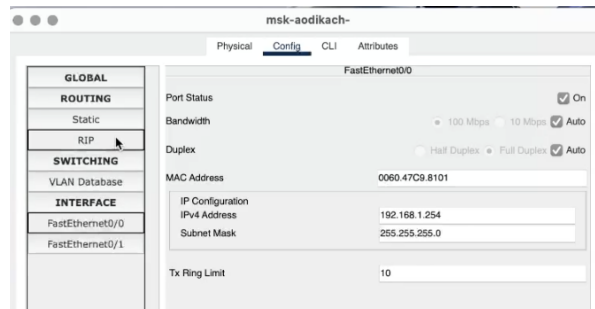 msk-aodikach-
Physical Config CLI Attributes
GLOBAL
ROUTING
Static
RIP
SWITCHING
VLAN Database
INTERFACE
FastEthernet0/0
FastEthernet0/1
FastEthernet0/0
Port Status On
Bandwidth 100 Mbps 10 Mbps Auto
Duplex Half Duplex Full Duplex Auto
MAC Address 0060.47C9.8101
IP Configuration
IPv4 Address 192.168.1.254
Subnet Mask 255.255.255.0
Tx Ring Limit 10